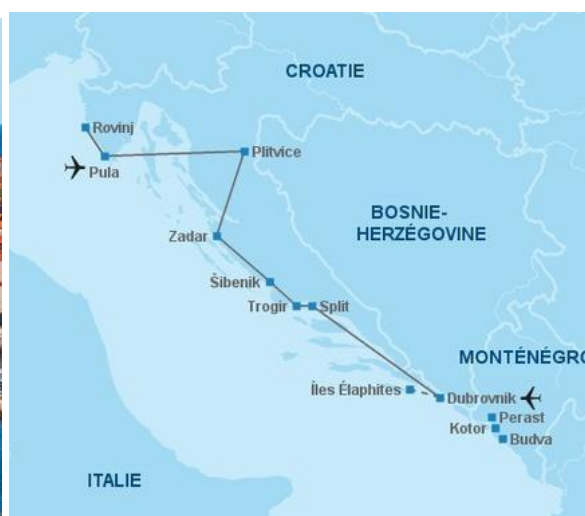 CROATIE
Rovinj
Pula
Plitvice
BOSNIE-
HERZÉGOVINE
Zadar
Šibenik
Trogir
Split
MONTÉNÉGRO
Îles Élaphites
Dubrovnik
Perast
Kotor
Budva
ITALIE